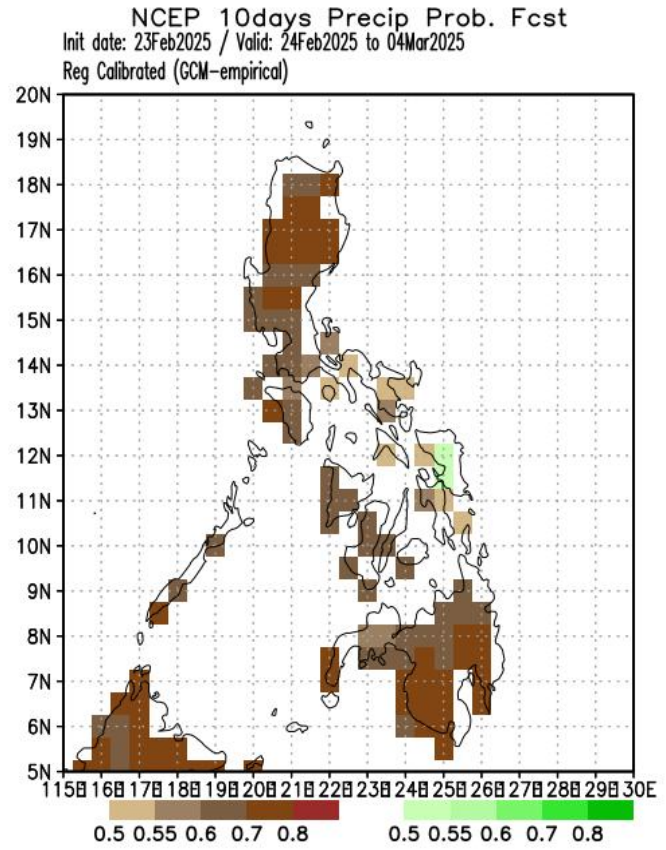 NCEP 10days Precip Prob. Fcst
Init date: 23Feb2025 / Valid: 24Feb2025 to 04Mar2025
Reg Calibrated (GCM-empirical)
20N
19N
18N
17N
16N
15N
14N
13N
12N
11N
10N
9N
8N
7N
6N
5N
115E 116E 117E 118E 119E 120E 121E 122E 123E 124E 125E 126E 127E 128E 129E 130E
0.5 0.55 0.6 0.7 0.8 0.5 0.55 0.6 0.7 0.8